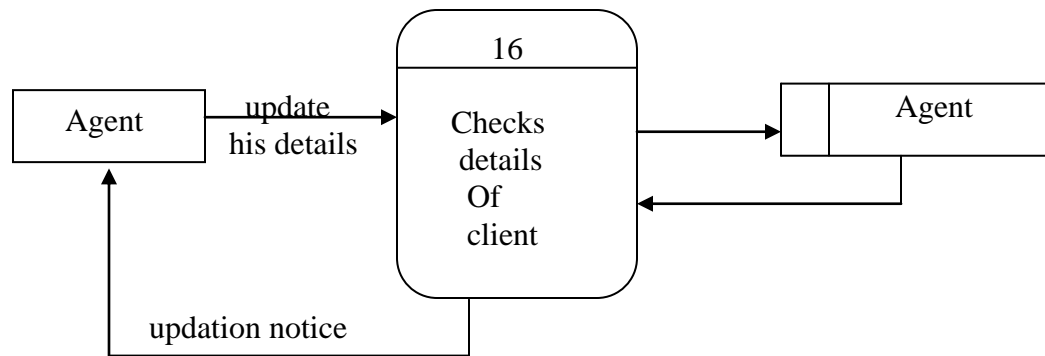 16
Agent
update
his details
Checks
details
Of
client
Agent
updation notice